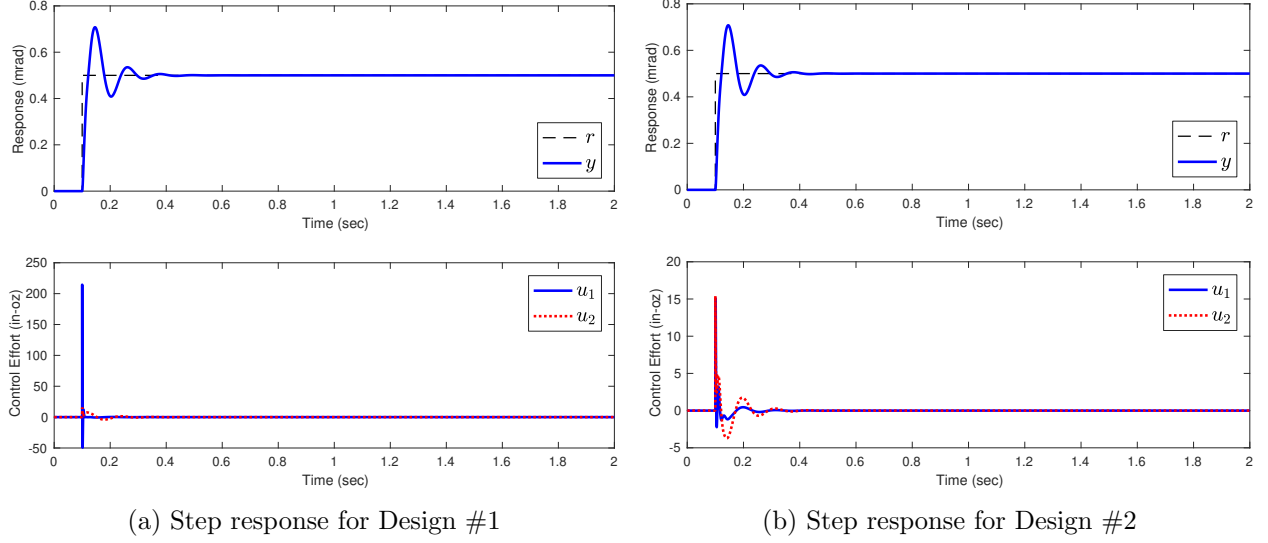 0.8
0.6
0.4
0.2
0
Response (mrad)
r
y
0 0.2 0.4 0.6 0.8 1 1.2 1.4 1.6 1.8 2
Time (sec)
250
200
150
100
50
0
-50
Control Effort (in-oz)
u1
u2
0 0.2 0.4 0.6 0.8 1 1.2 1.4 1.6 1.8 2
Time (sec)
(a) Step response for Design #1
0.8
0.6
0.4
0.2
0
Response (mrad)
r
y
0 0.2 0.4 0.6 0.8 1 1.2 1.4 1.6 1.8 2
Time (sec)
20
15
10
5
0
-5
Control Effort (in-oz)
u1
u2
0 0.2 0.4 0.6 0.8 1 1.2 1.4 1.6 1.8 2
Time (sec)
(b) Step response for Design #2